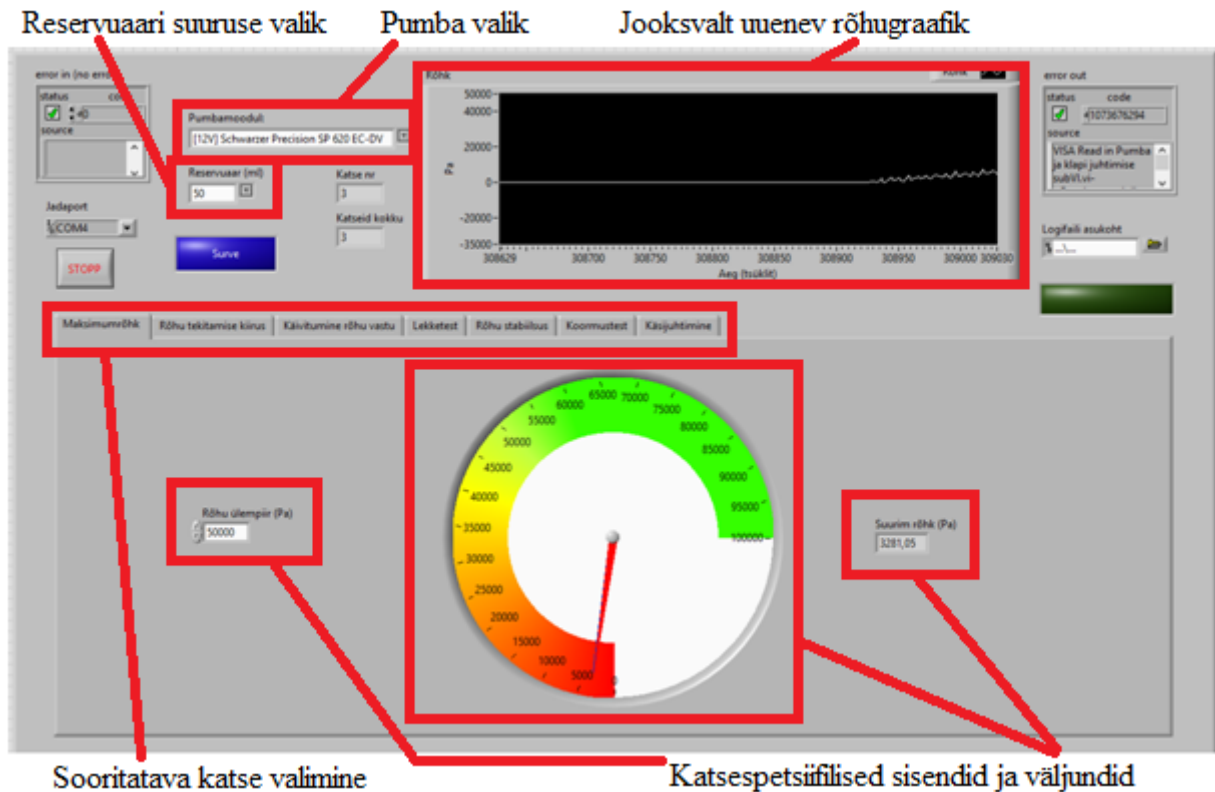 Reservuaari suuruse valik
Pumba valik
Jooksvalt uuenev rõhugraafik
error in (no
status
code
source
Pumbamoodul:
[12V] Schwarzer Precision SP 620 EC-DV
Reservuaar (ml)
50
Katse nr
3
Katseid kokku
3
Jadaport
COM4
STOPP
Surve
Rõhk
Pa
50000
40000
20000
0
-20000
-35000
308629
308700
308750
308800
308850
308900
308950
309000
309030
Aeg (tsüklit)
error out
status
code
source
VISA Read in Pumba
ja klapi juhtimise
subVI.vi-
Logifaili asukoht
Maksimumrõhk
Rõhu tekitamise kiirus
Käivitumine rõhu vastu
Lekketest
Rõhu stabiilsus
Koormustest
Käsijuhtimine
Rõhu ülempiir (Pa)
50000
0
5000
10000
15000
20000
25000
30000
35000
40000
45000
50000
55000
60000
65000
70000
75000
80000
85000
90000
95000
100000
Suurim rõhk (Pa)
3281,05
Sooritatava katse valimine
Katsespetsiifilised sisendid ja väljundid